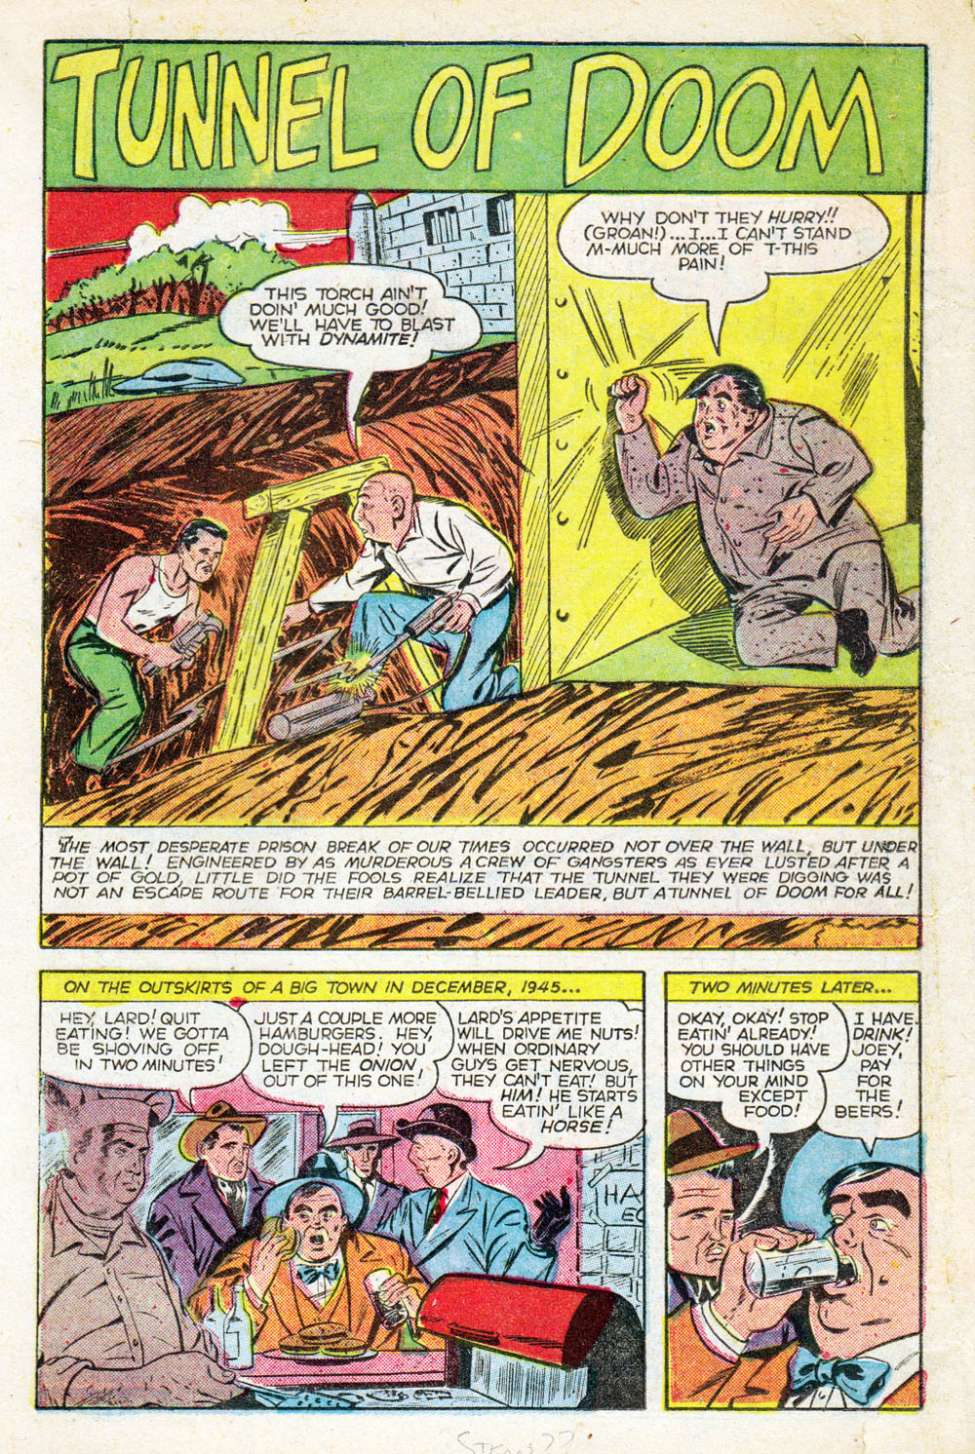 TUNNEL OF DOOM
THIS TORCH AIN'T
DOIN' MUCH GOOD!
WE'LL HAVE TO BLAST
WITH DYNAMITE!
WHY DON'T THEY HURRY!!
(GROAN!)...I...I CAN'T STAND
M-MUCH MORE OF T-THIS
PAIN!
THE MOST DESPERATE PRISON BREAK OF OUR TIMES OCCURRED NOT OVER THE WALL, BUT UNDER
THE WALL! ENGINEERED BY AS MURDEROUS A CREW OF GANGSTERS AS EVER LUSTED AFTER A
POT OF GOLD, LITTLE DID THE FOOLS REALIZE THAT THE TUNNEL THEY WERE DIGGING WAS
NOT AN ESCAPE ROUTE FOR THEIR BARREL-BELLIED LEADER, BUT A TUNNEL OF DOOM FOR ALL!
ON THE OUTSKIRTS OF A BIG TOWN IN DECEMBER, 1945...
HEY, LARD! QUIT
EATING! WE GOTTA
BE SHOVING OFF
IN TWO MINUTES!
JUST A COUPLE MORE
HAMBURGERS. HEY,
DOUGH-HEAD! YOU
LEFT THE ONION
OUT OF THIS ONE!
LARD'S APPETITE
WILL DRIVE ME NUTS!
WHEN ORDINARY
GUYS GET NERVOUS,
THEY CAN'T EAT! BUT
HIM! HE STARTS
EATIN' LIKE A
HORSE!
HA
E
TWO MINUTES LATER...
OKAY, OKAY! STOP
EATIN' ALREADY!
YOU SHOULD HAVE
OTHER THINGS
ON YOUR MIND
EXCEPT
FOOD!
I HAVE.
DRINK!
JOEY,
PAY
FOR
THE
BEERS!